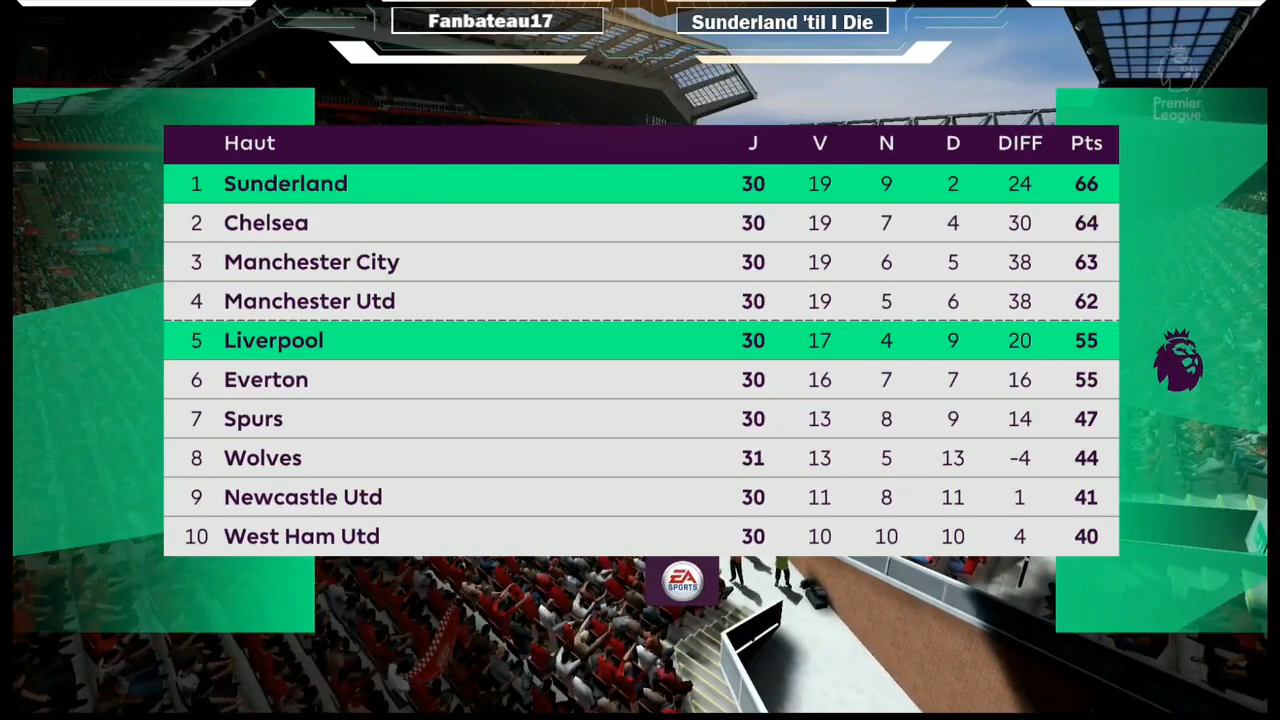 Fanbateau17
Sunderland 'til I Die
Premier
League
Haut J V N D DIFF Pts
1 Sunderland 30 19 9 2 24 66
2 Chelsea 30 19 7 4 30 64
3 Manchester City 30 19 6 5 38 63
4 Manchester Utd 30 19 5 6 38 62
5 Liverpool 30 17 4 9 20 55
6 Everton 30 16 7 7 16 55
7 Spurs 30 13 8 9 14 47
8 Wolves 31 13 5 13 -4 44
9 Newcastle Utd 30 11 8 11 1 41
10 West Ham Utd 30 10 10 10 4 40
EA
SPORTS